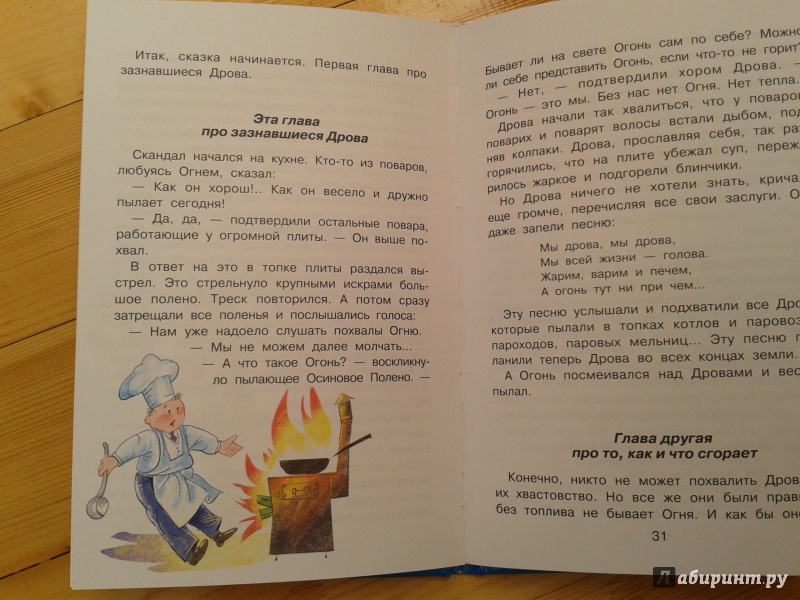 Итак, сказка начинается. Первая глава про
зазнавшиеся Дрова.
Эта глава
про зазнавшиеся Дрова
Скандал начался на кухне. Кто-то из поваров,
любуясь Огнем, сказал:
— Как он хорош!.. Как он весело и дружно
пылает сегодня!
— Да, да, — подтвердили остальные повара,
работающие у огромной плиты. — Он выше по-
хвал.
В ответ на это в топке плиты раздался вы-
стрел. Это стрельнуло крупными искрами боль-
шое полено. Треск повторился. А потом сразу
затрещали все поленья и послышались голоса:
— Нам уже надоело слушать похвалы Огню.
— Мы не можем далее молчать...
— А что такое Огонь? — воскликну-
ло пылающее Осиновое Полено. —
Бывает ли на свете Огонь сам по себе? Можно
ли себе представить Огонь, если что-то не горит?
— Нет, — подтвердили хором Дрова. —
Огонь — это мы. Без нас нет Огня. Нет тепла.
Дрова начали так хвалиться, что у поваров
поварих и поварят волосы встали дыбом, под
няв колпаки. Дрова, прославляя себя, так раз
горячились, что на плите убежал суп, переж
рилось жаркое и подгорели блинчики.
Но Дрова ничего не хотели знать, крича
еще громче, перечисляя все свои заслуги. О
даже запели песню:
Мы дрова, мы дрова,
Мы всей жизни — голова.
Жарим, варим и печем,
А огонь тут ни при чем...
Эту песню услышали и подхватили все Дро
которые пылали в топках котлов и паровоз
пароходов, паровых мельниц... Эту песню г
ланили теперь Дрова во всех концах земли.
А Огонь посмеивался над Дровами и вес
пылал.
Глава другая
про то, как и что сгорает
Конечно, никто не может похвалить Дров
их хвастовство. Но все же они были прав
без топлива не бывает Огня. И как бы оно
31
Лабиринт.ру